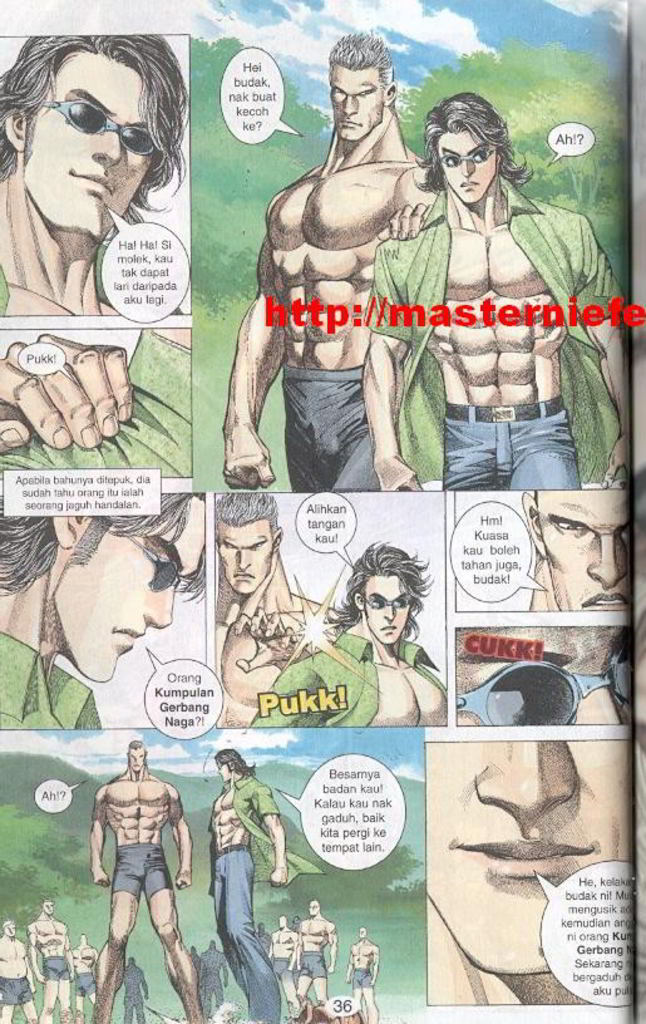 Ha! Ha! Si
molek, kau
tak dapat
lari daripada
aku lagi.
Hei
budak,
nak buat
kecoh
ke?
Ah!?
http://masterniefe
Pukk!
Apabila bahunya ditepuk, dia
sudah tahu orang itu ialah
seorang jaguh handalan.
Orang
Kumpulan
Gerbang
Naga?!
Alihkan
tangan
kau!
Pukk!
Hm!
Kuasa
kau boleh
tahan juga,
budak!
CUKK!
Ah!?
Besarnya
badan kau!
Kalau kau nak
gaduh, baik
kita pergi ke
tempat lain.
He,
budak ni!
mengusik
kemudian
ni orang
Gerbang
Sekarang
bergaduh
aku
36